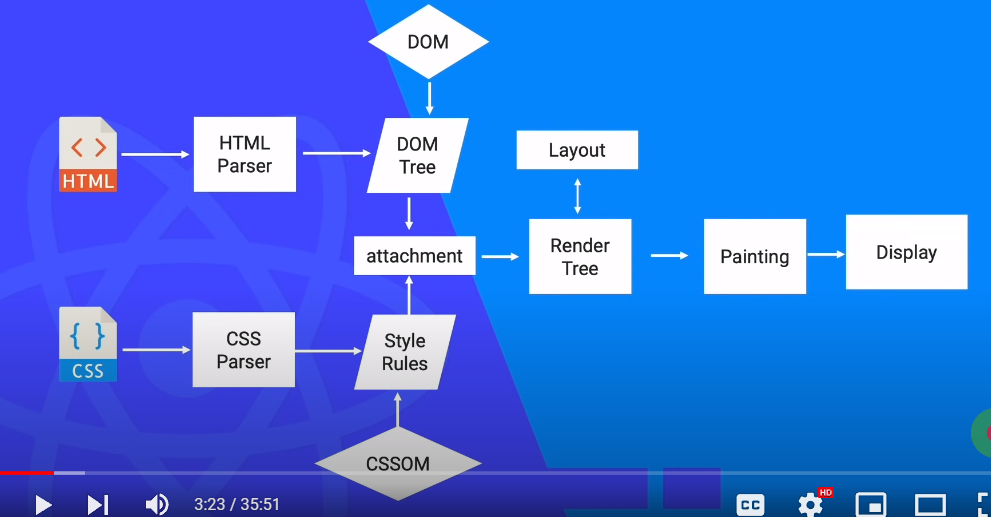 DOM
HTML
HTML
Parser
DOM
Tree
Layout
attachment
Render
Tree
Painting
Display
CSS
CSS
Parser
Style
Rules
CSSOM
3:23 / 35:51
CC
HD